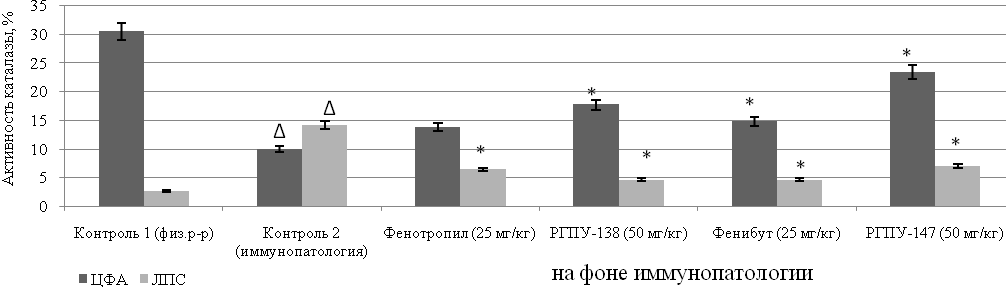 Активность каталазы, %
35
30
25
20
15
10
5
0
Δ
Δ
*
*
*
*
*
*
*
Контроль 1 (физ.р-р)
Контроль 2
(иммунопатология)
Фенотропил (25 мг/кг)
РГПУ-138 (50 мг/кг)
Фенибут (25 мг/кг)
РГПУ-147 (50 мг/кг)
ЦФА
ЛПС
на фоне иммунопатологии